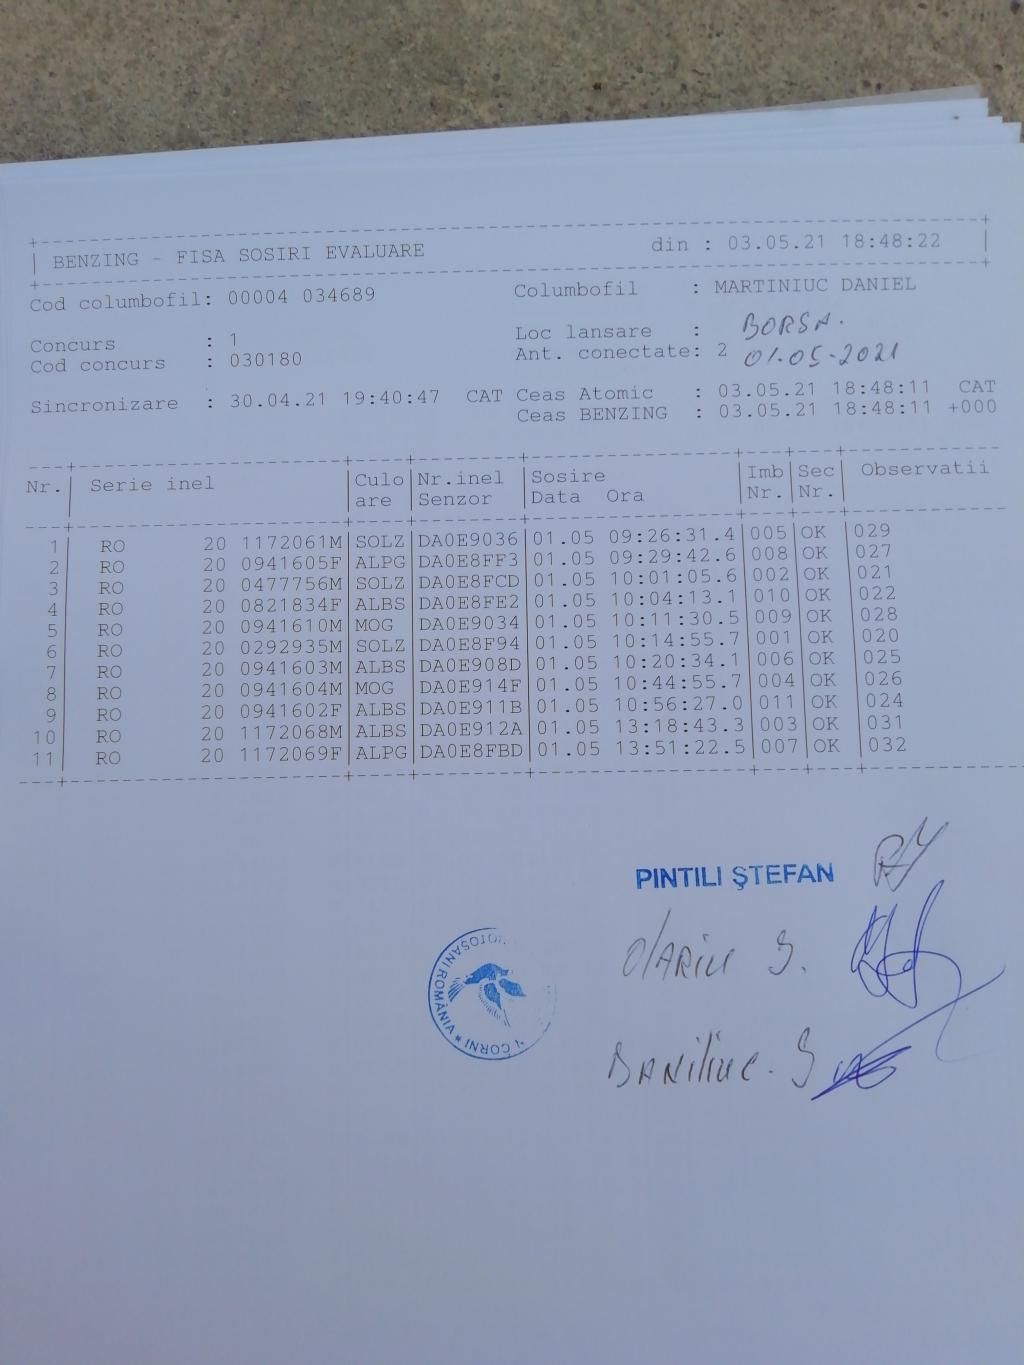 BENZING - FISA SOSIRI EVALUARE din : 03.05.21 18:48:22
Cod columbofil: 00004 034689 Columbofil : MARTINIUC DANIEL
Concurs : 1 Loc lansare : BORSA.
Cod concurs : 030180 Ant. conectate: 2 01.05-2021
Sincronizare : 30.04.21 19:40:47 CAT Ceas Atomic : 03.05.21 18:48:11 CAT
Ceas BENZING : 03.05.21 18:48:11 +000
Nr. Serie inel Culo Nr.inel Sosire Imb Sec Observatii
are Senzor Data Ora Nr. Nr.
1 RO 20 1172061M SOLZ DA0E9036 01.05 09:26:31.4 005 OK 029
2 RO 20 0941605F ALPG DA0E8FF3 01.05 09:29:42.6 008 OK 027
3 RO 20 0477756M SOLZ DA0E8FCD 01.05 10:01:05.6 002 OK 021
4 RO 20 0821834F ALBS DA0E8FE2 01.05 10:04:13.1 010 OK 022
5 RO 20 0941610M MOG DA0E9034 01.05 10:11:30.5 009 OK 028
6 RO 20 0292935M SOLZ DA0E8F94 01.05 10:14:55.7 001 OK 020
7 RO 20 0941603M ALBS DA0E908D 01.05 10:20:34.1 006 OK 025
8 RO 20 0941604M MOG DA0E914F 01.05 10:44:55.7 004 OK 026
9 RO 20 0941602F ALBS DA0E911B 01.05 10:56:27.0 011 OK 024
10 RO 20 1172068M ALBS DA0E912A 01.05 13:18:43.3 003 OK 031
11 RO 20 1172069F ALPG DA0E8FBD 01.05 13:51:22.5 007 OK 032
PINTILI ŞTEFAN
OlARIU S.
BANIliuc. S
CORNI * ROMÂNIA